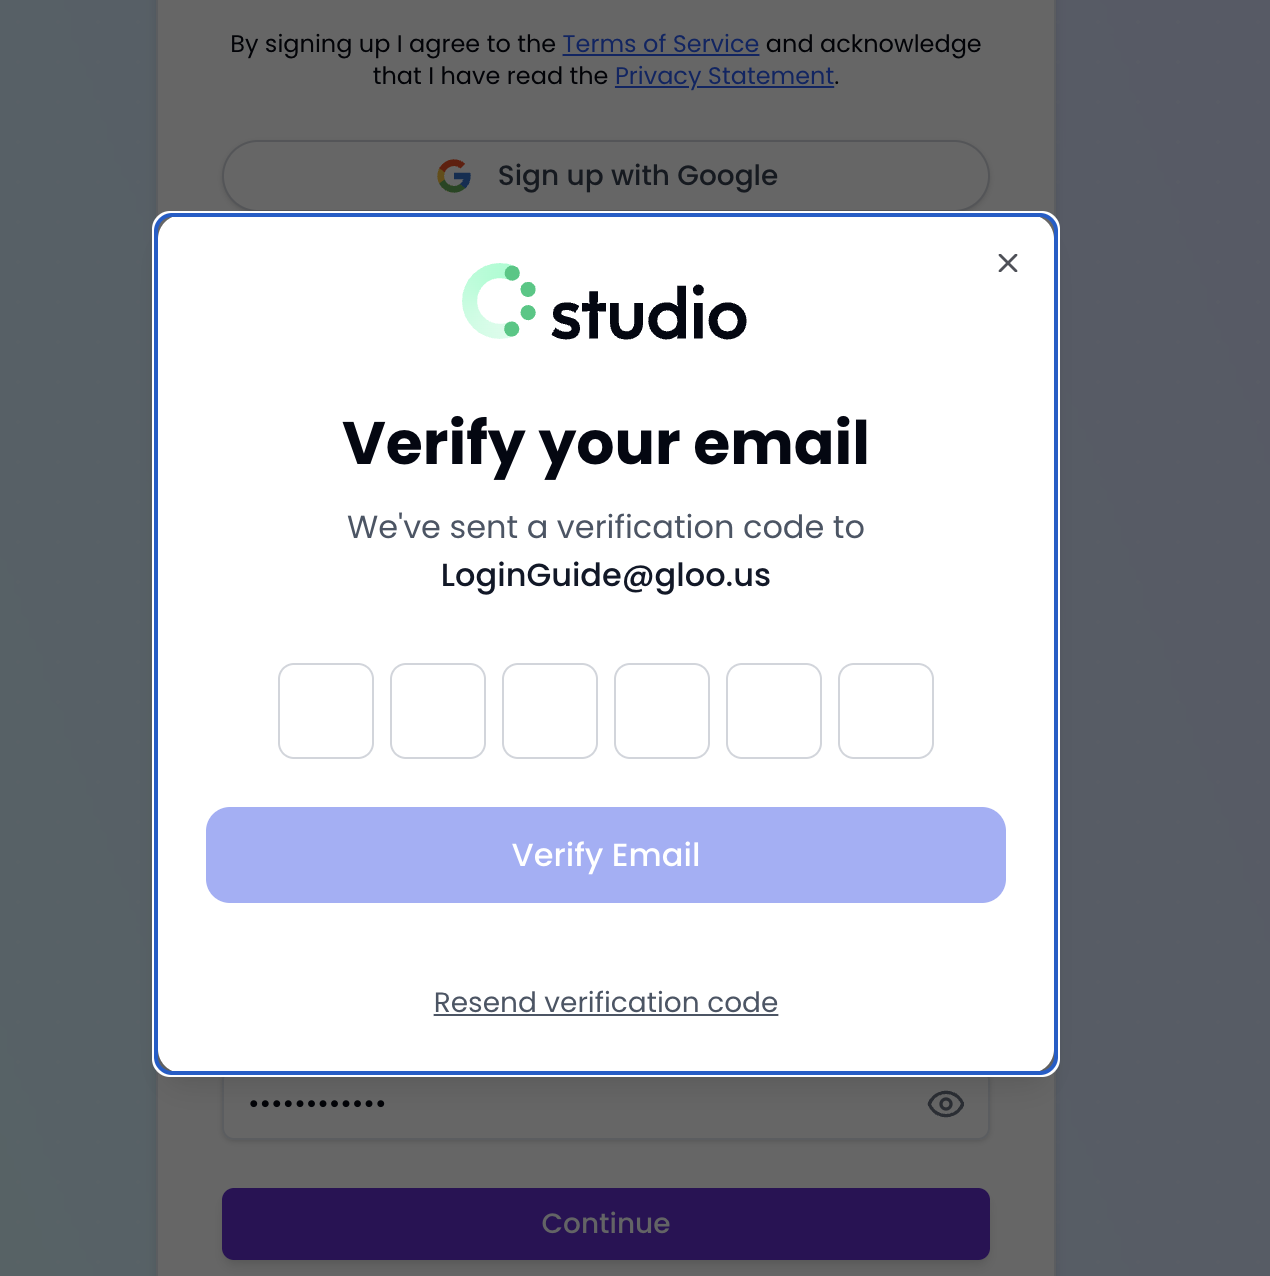 By signing up I agree to the Terms of Service and acknowledge
that I have read the Privacy Statement.
Sign up with Google
studio
Verify your email
We've sent a verification code to
LoginGuide@gloo.us
Verify Email
Resend verification code
••••••••••••
Continue